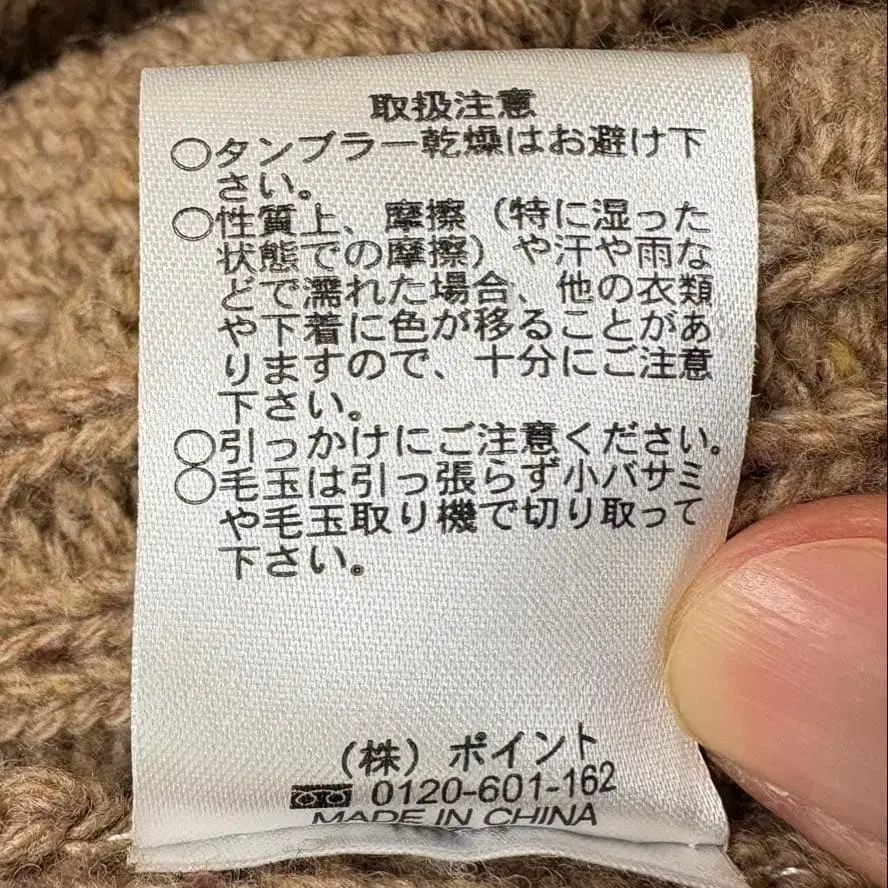 取扱注意
○タンブラー乾燥はお避け下
さい。
○性質上、摩擦（特に湿った
状態での摩擦）や汗や雨な
どで濡れた場合、他の衣類
や下着に色が移ることがあ
りますので、十分にご注意
下さい。
○引っかけにご注意ください。
○毛玉は引っ張らず小バサミ
や毛玉取り機で切り取って
下さい。
（株）ポイント
0120-601-162
MADE IN CHINA